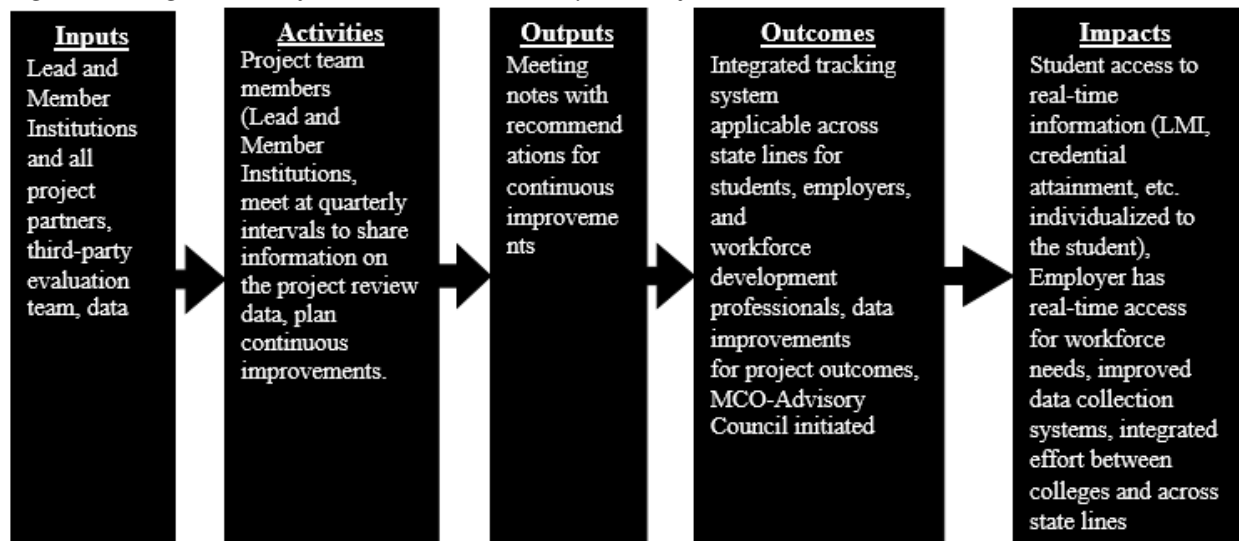 Inputs
Lead and
Member
Institutions
and all
project
partners,
third-party
evaluation
team, data
Activities
Project team
members
(Lead and
Member
Institutions,
meet at quarterly
intervals to share
information on
the project review
data, plan
continuous
improvements.
Outputs
Meeting
notes with
recommend
ations for
continuous
improveme
nts
Outcomes
Integrated tracking
system
applicable across
state lines for
students, employers,
and
workforce
development
professionals, data
improvements
for project outcomes,
MCO-Advisory
Council initiated
Impacts
Student access to
real-time
information (LMI,
credential
attainment, etc.
individualized to
the student),
Employer has
real-time access
for workforce
needs, improved
data collection
systems, integrated
effort between
colleges and across
state lines